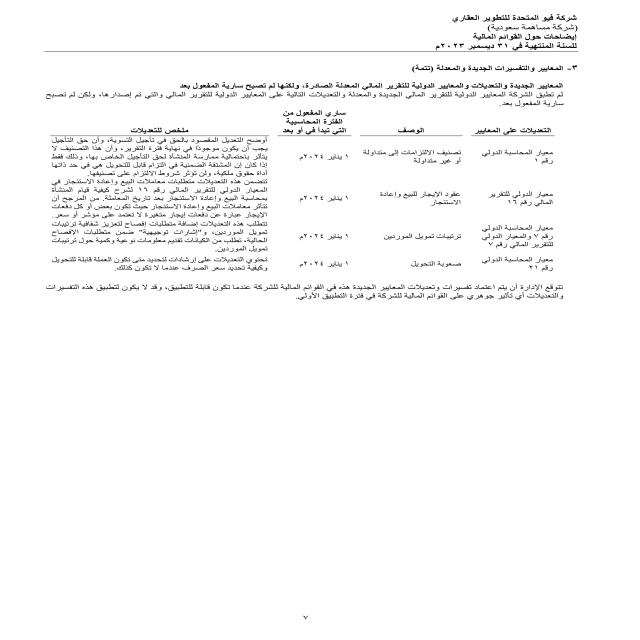 شركة فيو المتحدة للتطوير العقاري
(شركة مساهمة سعودية)
إيضاحات حول القوائم المالية
للسنة المنتهية في ٣١ ديسمبر ٢٠٢٣م
٣- المعايير والتفسيرات الجديدة والمعدلة (تتمة)
المعايير الجديدة والتعديلات والمعايير الدولية للتقرير المالي المعدلة الصادرة، ولكنها لم تصبح سارية المفعول بعد
لم تطبق الشركة المعايير الدولية للتقرير المالي الجديدة والمعدلة والتعديلات التالية على المعايير الدولية للتقرير المالي والتي تم إصدارها، ولكن لم تصبح
سارية المفعول بعد.
التعديلات على المعايير
الوصف
ساري المفعول من
الفترة المحاسبية
التي تبدأ في أو بعد
ملخص للتعديلات
معيار المحاسبة الدولي
رقم ١
تصنيف الالتزامات إلى متداولة
أو غير متداولة
١ يناير ٢٠٢٤م
أوضح التعديل المقصود بالحق في تأجيل التسوية، وأن حق التأجيل
يجب أن يكون موجودًا في نهاية فترة التقرير، وأن هذا التصنيف لا
يتأثر باحتمالية ممارسة المنشأة لحق التأجيل الخاص بها، وذلك فقط
إذا كان إن المشتقة الضمنية في التزام قابل للتحويل هي في حد ذاتها
أداة حقوق ملكية، ولن تؤثر شروط الالتزام على تصنيفها.
معيار الدولي للتقرير
المالي رقم ١٦
عقود الإيجار للبيع وإعادة
الاستئجار
١ يناير ٢٠٢٤م
تتضمن هذه التعديلات متطلبات معاملات البيع وإعادة الاستئجار في
المعيار الدولي للتقرير المالي رقم ١٦ لشرح كيفية قيام المنشأة
بمحاسبة البيع وإعادة الاستئجار بعد تاريخ المعاملة. من المرجح أن
تتأثر معاملات البيع وإعادة الاستئجار حيث تكون بعض أو كل دفعات
الإيجار عبارة عن دفعات إيجار متغيرة لا تعتمد على مؤشر أو سعر.
معيار المحاسبة الدولي
رقم ٧ والمعيار الدولي
للتقرير المالي رقم ٧
ترتيبات تمويل الموردين
١ يناير ٢٠٢٤م
تتطلب هذه التعديلات إضافة متطلبات إفصاح لتعزيز شفافية ترتيبات
تمويل الموردين، و"إشارات توجيهية" ضمن متطلبات الإفصاح
الحالية، تطلب من الكيانات تقديم معلومات نوعية وكمية حول ترتيبات
تمويل الموردين.
معيار المحاسبة الدولي
رقم ٢١
صعوبة التحويل
١ يناير ٢٠٢٤م
تحتوي التعديلات على إرشادات لتحديد متى تكون العملة قابلة للتحويل
وكيفية تحديد سعر الصرف عندما لا تكون كذلك.
تتوقع الإدارة أن يتم اعتماد تفسيرات وتعديلات المعايير الجديدة هذه في القوائم المالية للشركة عندما تكون قابلة للتطبيق، وقد لا يكون لتطبيق هذه التفسيرات
والتعديلات أي تأثير جوهري على القوائم المالية للشركة في فترة التطبيق الأولي.
٧